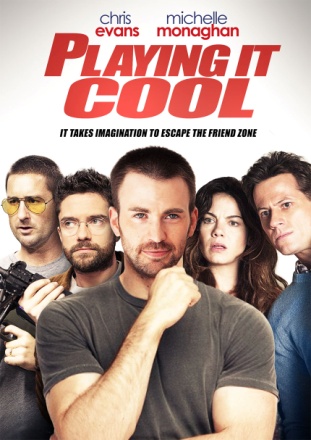 chris michelle
evans monaghan
PLAYING IT
COOL
IT TAKES IMAGINATION TO ESCAPE THE FRIEND ZONE